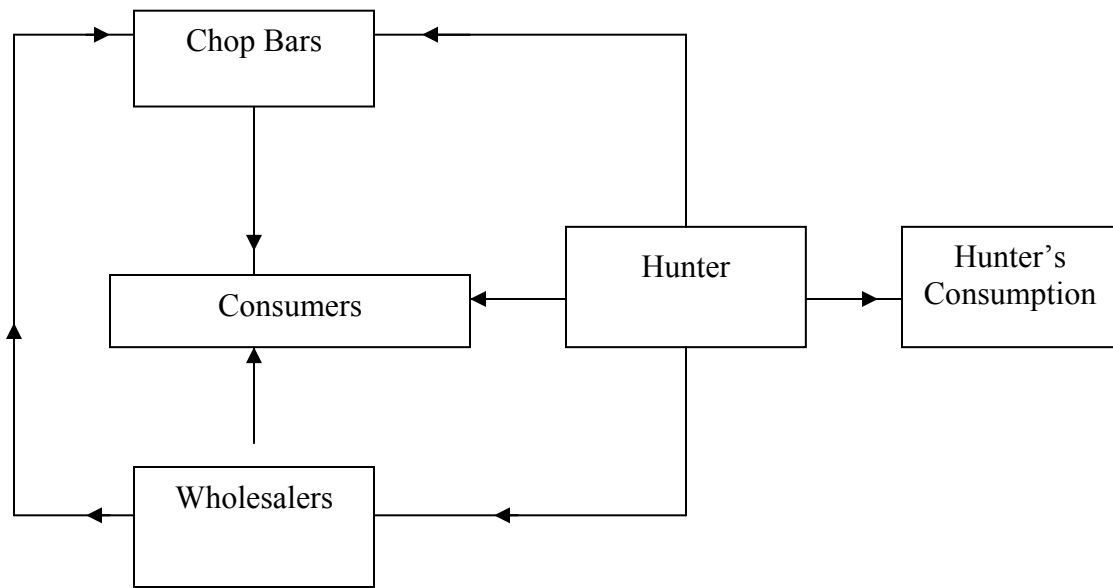 Chop Bars
Hunter
Hunter’s
Consumption
Consumers
Wholesalers